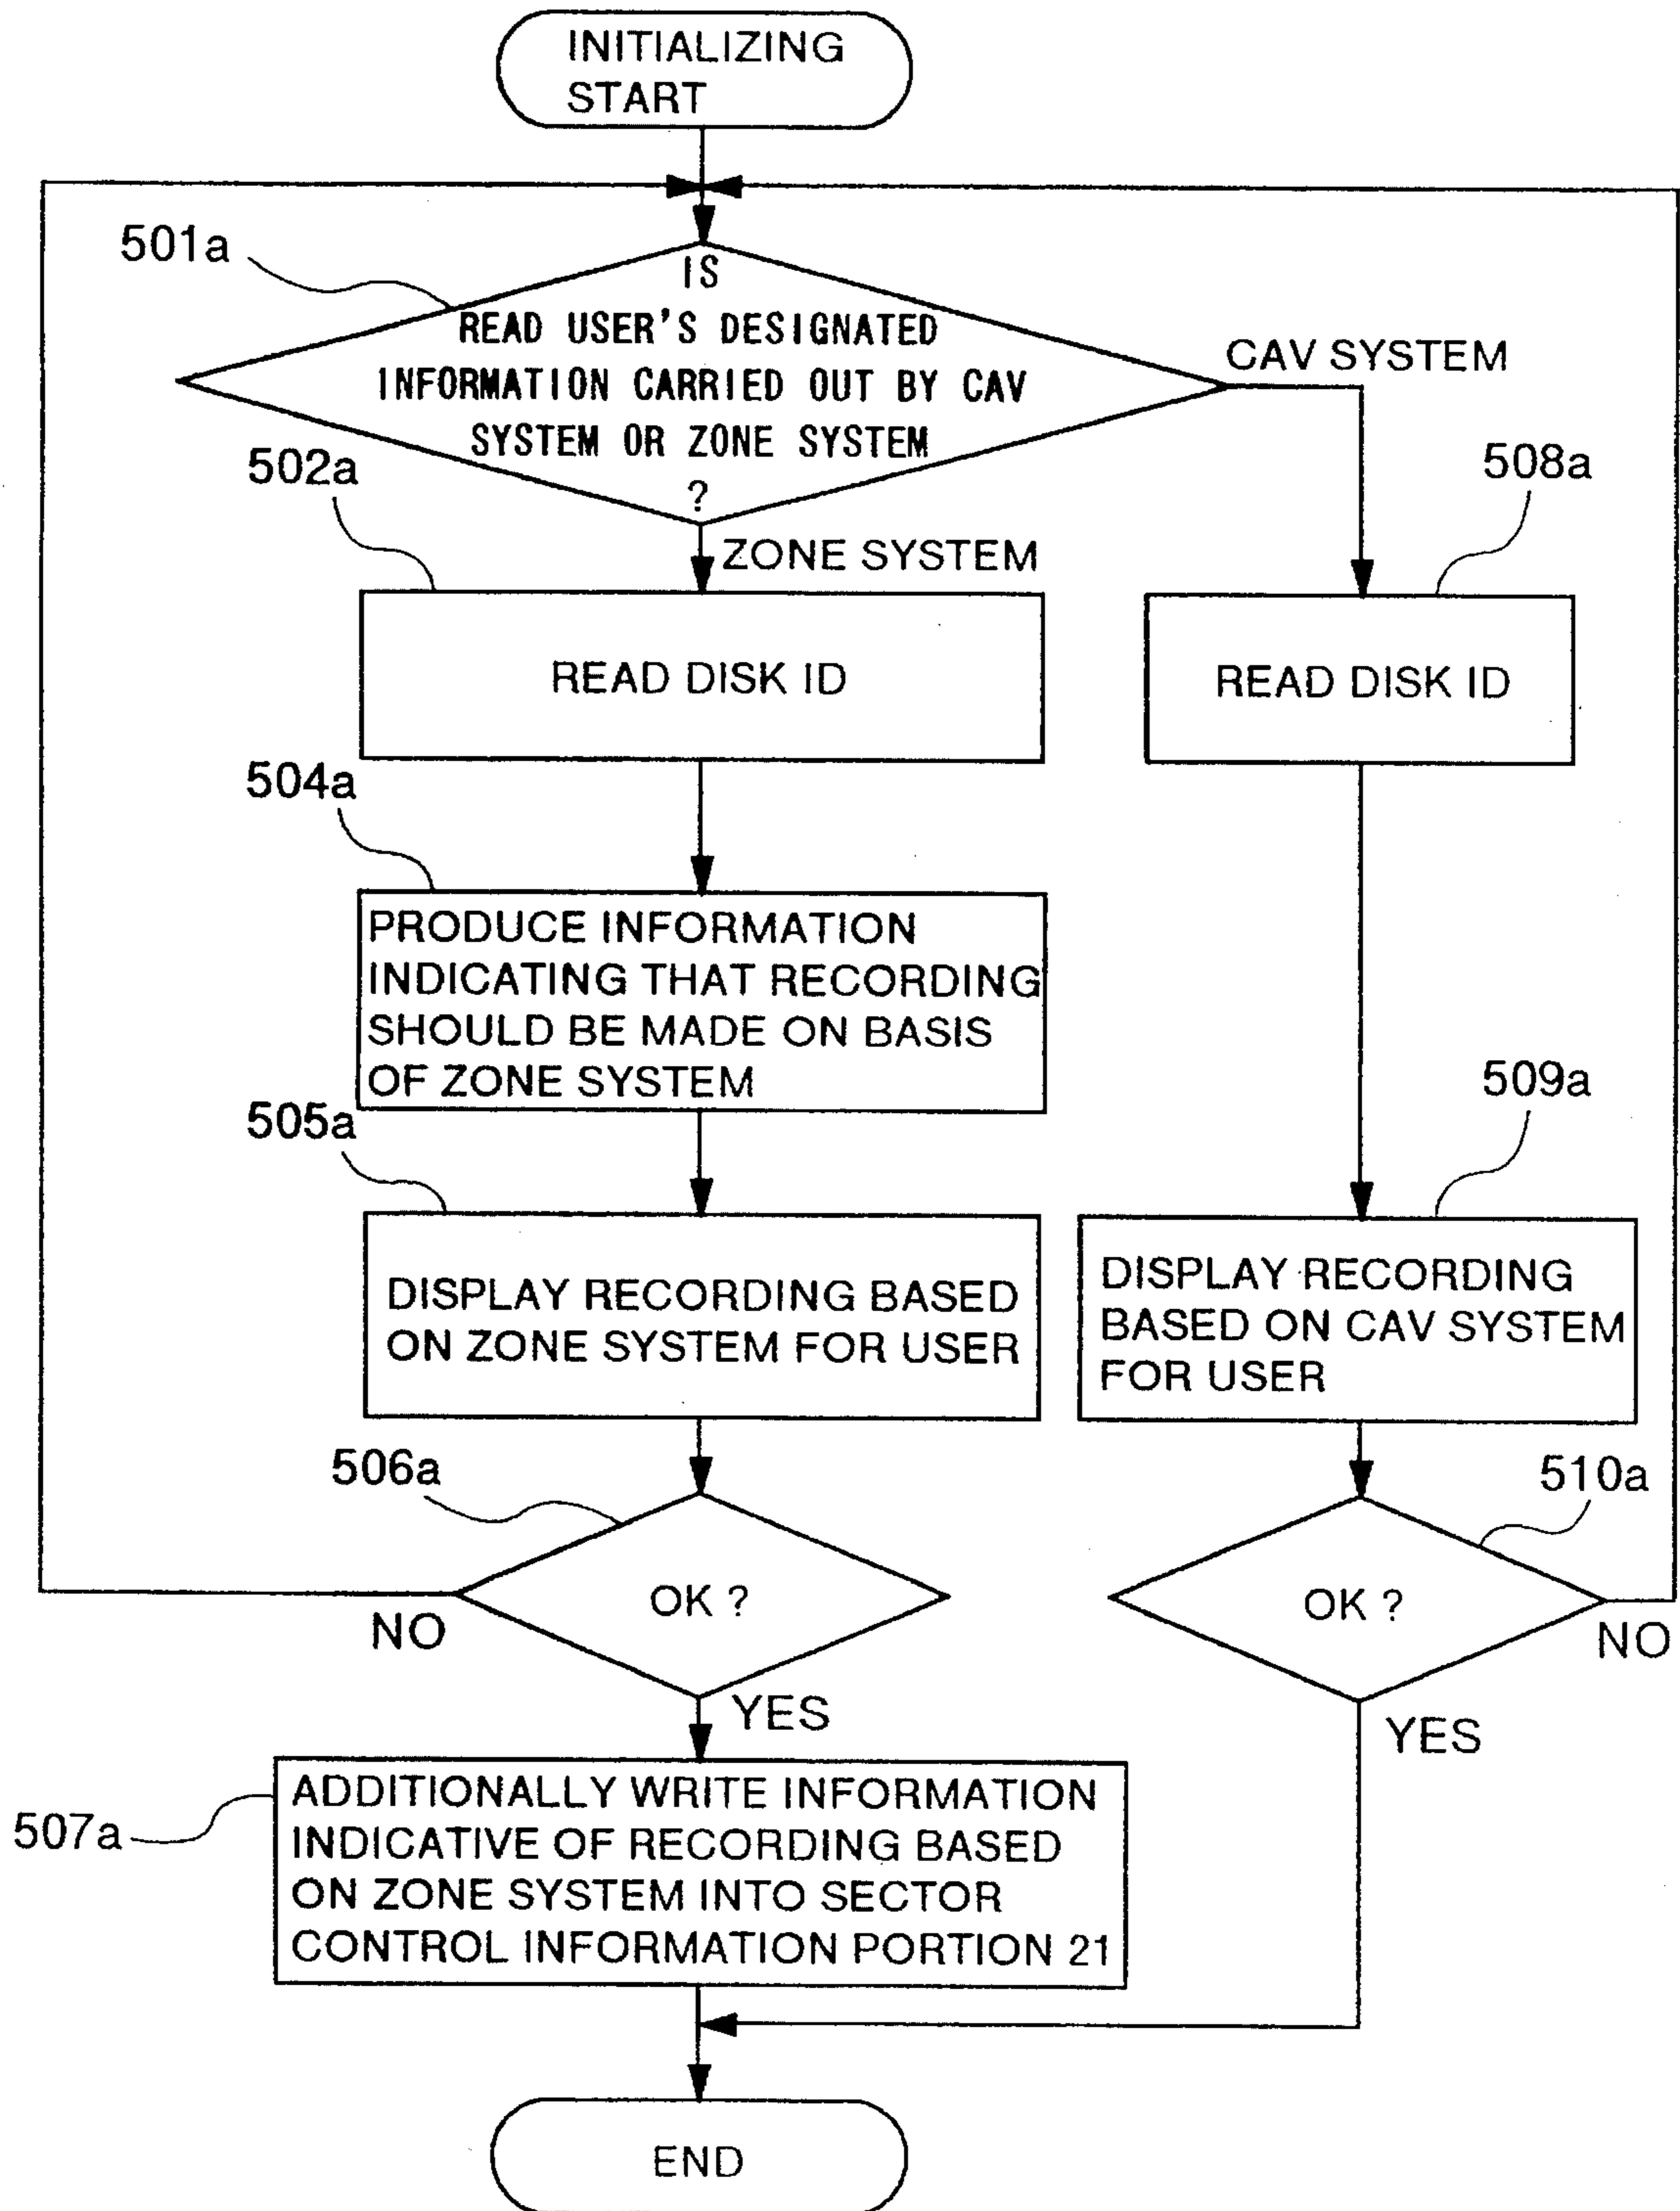 INITIALIZING
START
501a
IS
READ USER'S DESIGNATED
INFORMATION CARRIED OUT BY CAV
SYSTEM OR ZONE SYSTEM
?
CAV SYSTEM
502a
ZONE SYSTEM
508a
READ DISK ID
READ DISK ID
504a
PRODUCE INFORMATION
INDICATING THAT RECORDING
SHOULD BE MADE ON BASIS
OF ZONE SYSTEM
505a
509a
DISPLAY RECORDING BASED
ON ZONE SYSTEM FOR USER
DISPLAY RECORDING
BASED ON CAV SYSTEM
FOR USER
506a
510a
OK ?
OK ?
NO
NO
YES
YES
507a
ADDITIONALLY WRITE INFORMATION
INDICATIVE OF RECORDING BASED
ON ZONE SYSTEM INTO SECTOR
CONTROL INFORMATION PORTION 21
END